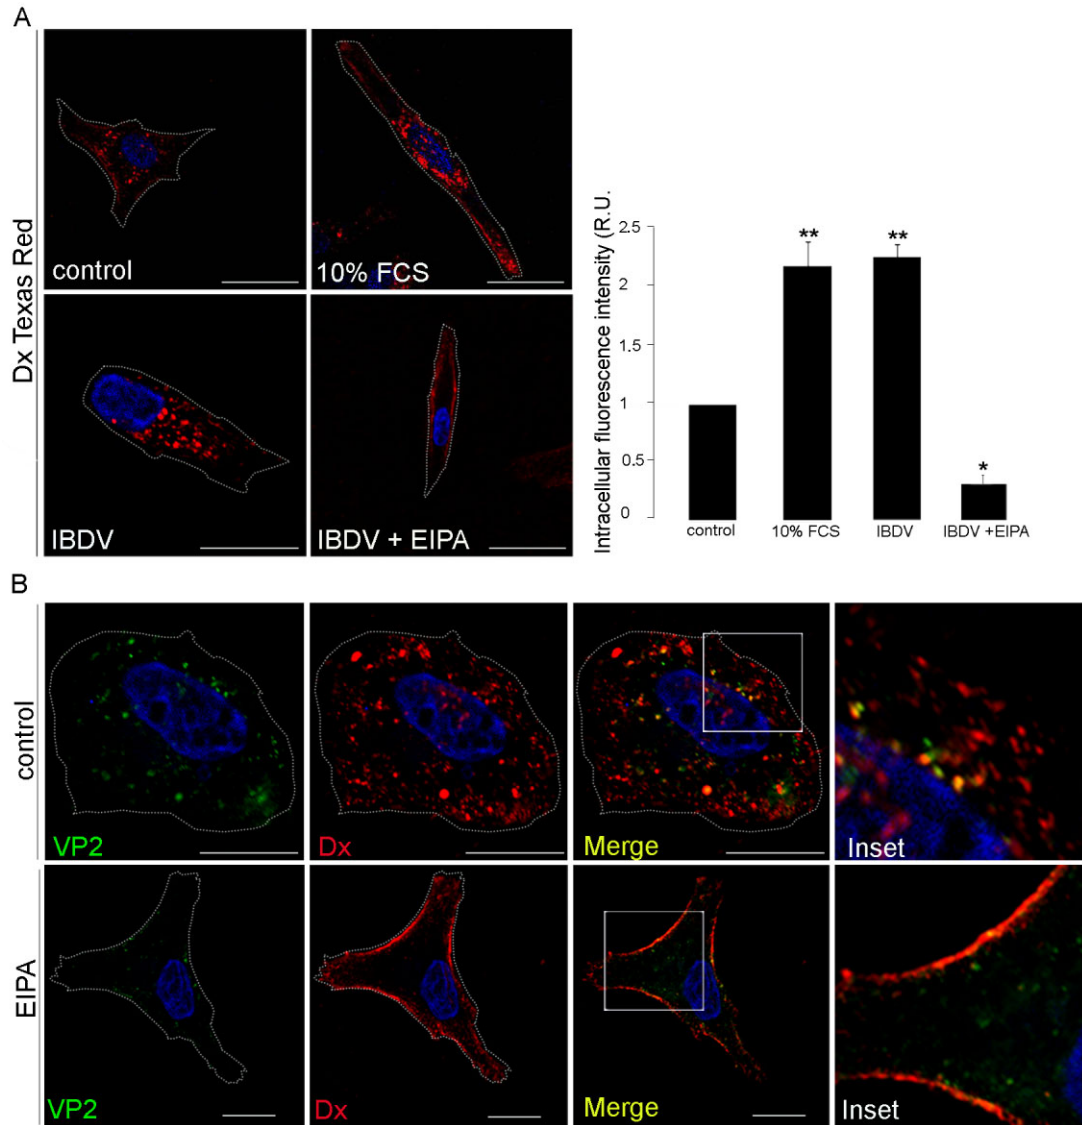 A
Dx Texas Red
control
10% FCS
IBDV
IBDV + EIPA
Intracellular fluorescence intensity (R.U.
2.5
2
1.5
1
0.5
0
**
**
*
control
10% FCS
IBDV
IBDV +EIPA
B
control
VP2
Dx
Merge
Inset
EIPA
VP2
Dx
Merge
Inset